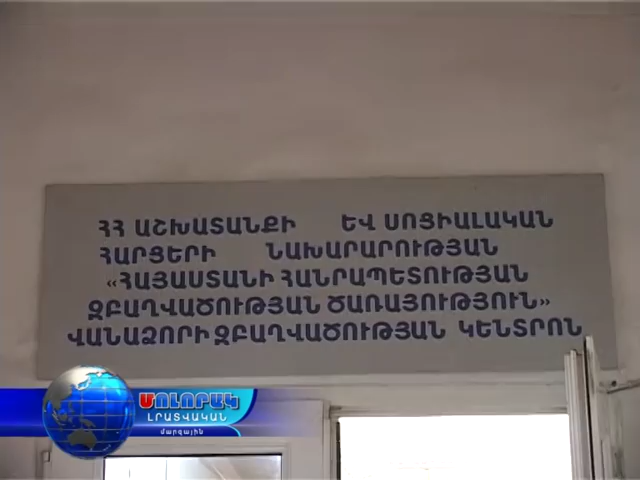 ՀՀ ԱՇԽԱՏԱՆՔԻ ԵՎ ՍՈՑԻԱԼԱԿԱՆ
ՀԱՐՑԵՐԻ ՆԱԽԱՐԱՐՈՒԹՅԱՆ
«ՀԱՅԱՍՏԱՆԻ ՀԱՆՐԱՊԵՏՈՒԹՅԱՆ
ԶԲԱՂՎԱԾՈՒԹՅԱՆ ԾԱՌԱՅՈՒԹՅՈՒՆ»
ՎԱՆԱՁՈՐԻ ԶԲԱՂՎԱԾՈՒԹՅԱՆ ԿԵՆՏՐՈՆ
ՄՈԼՈՐԱԿ
ԼՐԱՏՎԱԿԱՆ
մարզային